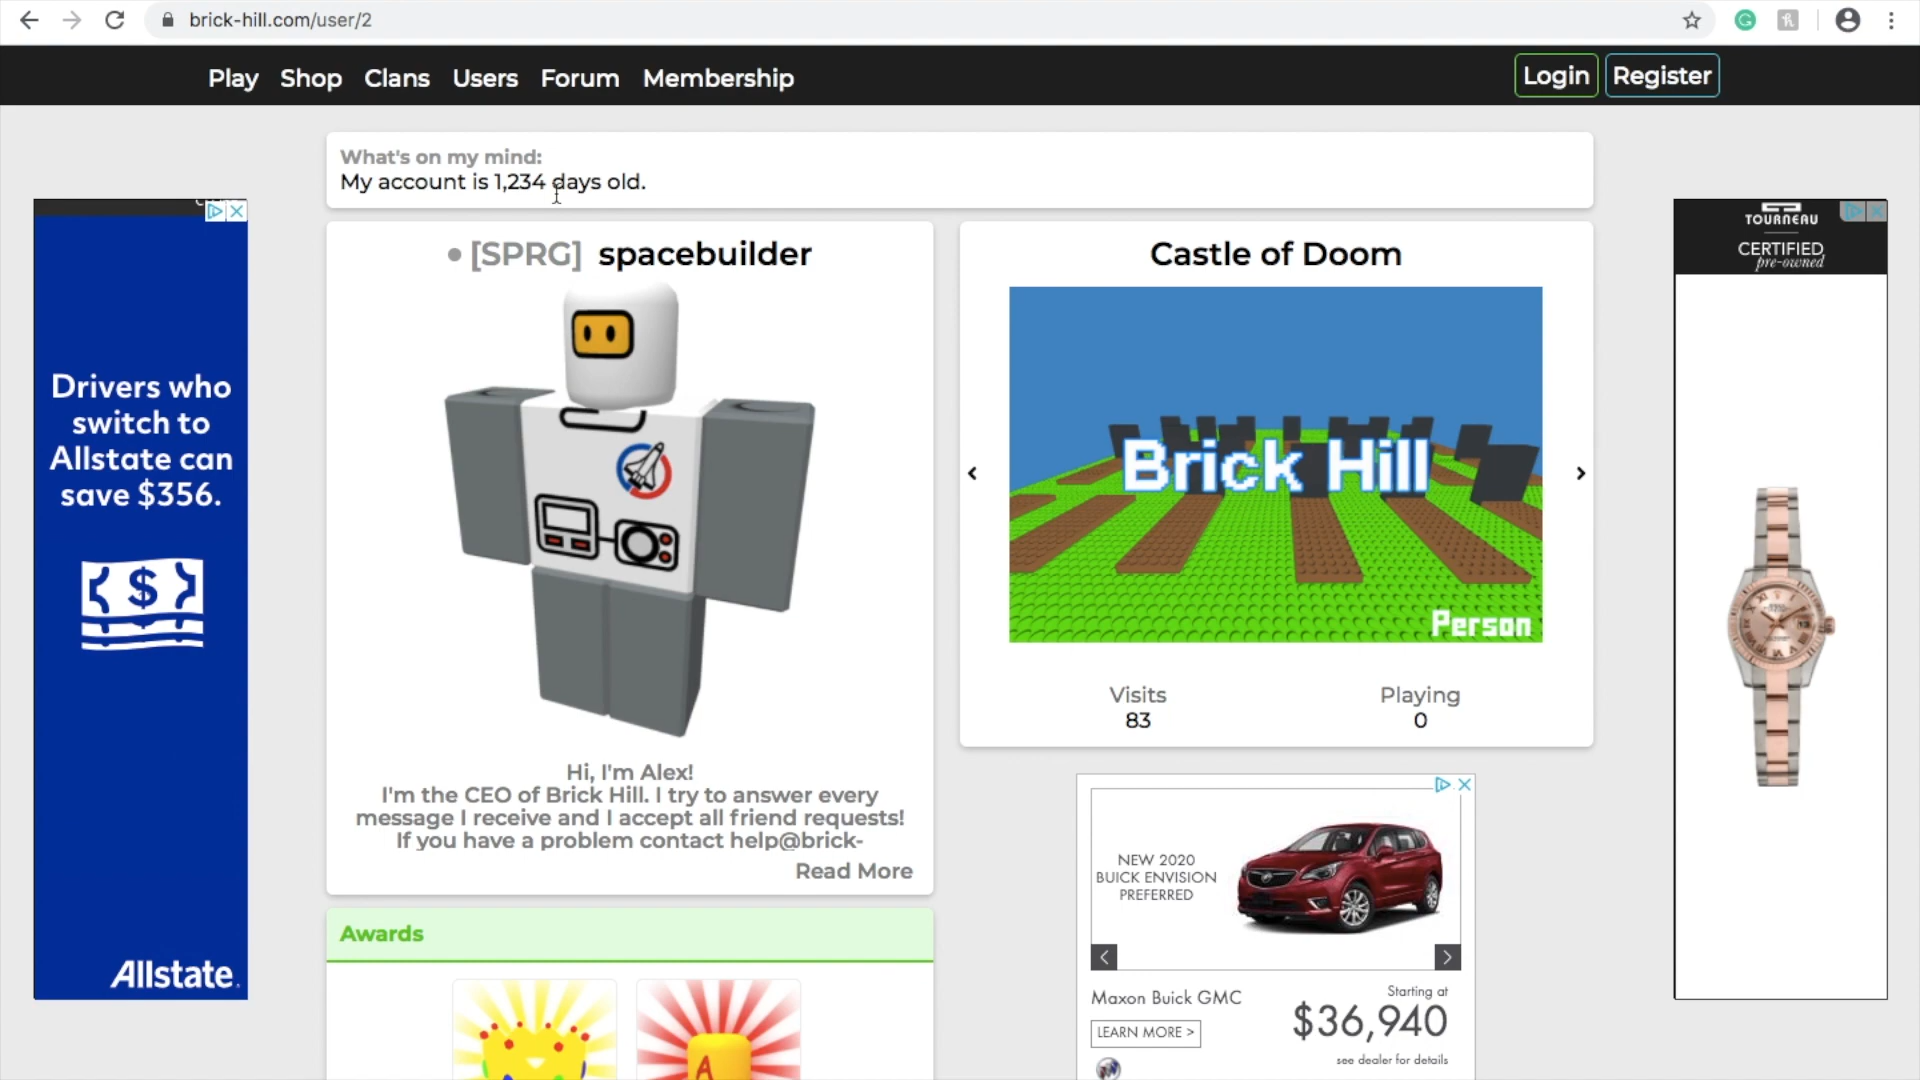 brick-hill.com/user/2
Play Shop Clans Users Forum Membership
Login Register
What's on my mind:
My account is 1,234 days old.
[SPRG] spacebuilder
Hi, I'm Alex!
I'm the CEO of Brick Hill. I try to answer every
message I receive and I accept all friend requests!
If you have a problem contact help@brick-
Read More
Awards
A
Castle of Doom
Brick Hill
Person
Visits
83
Playing
0
Drivers who
switch to
Allstate can
save $356.
$
Allstate.
TOURNEAU
CERTIFIED
pre-owned
NEW 2020
BUICK ENVISION
PREFERRED
Maxon Buick GMC
LEARN MORE >
Starting at
$36,940
see dealer for details